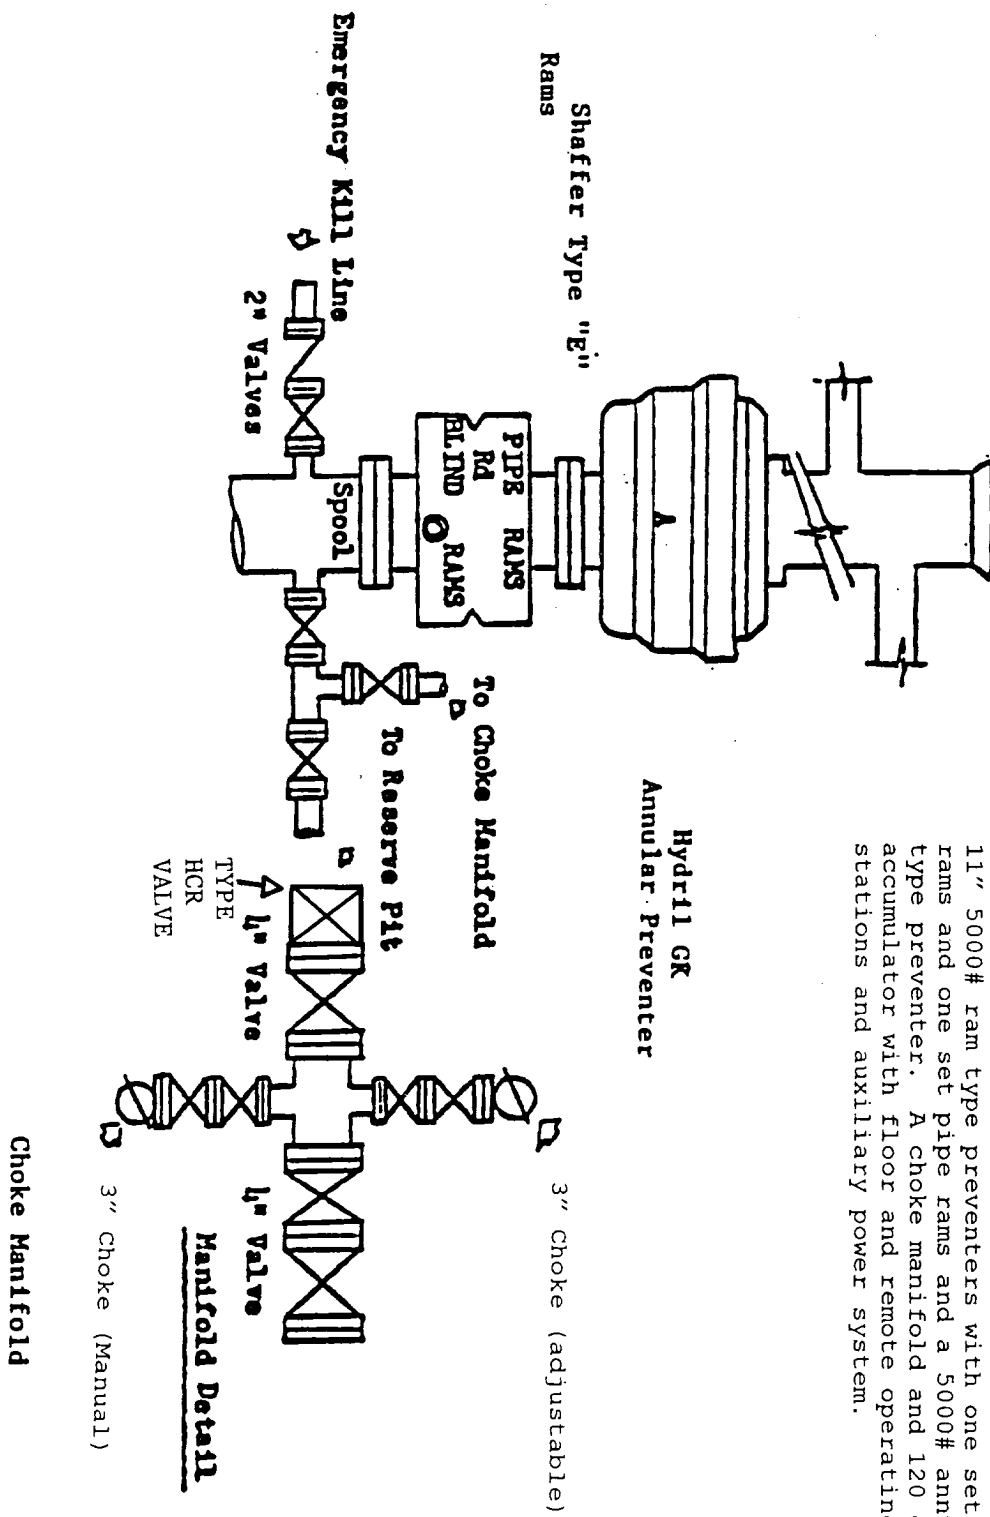 11" 5000# ram type preventers with one set
rams and one set pipe rams and a 5000# ann
type preventer. A choke manifold and 120
accumulator with floor and remote operating
stations and auxiliary power system.
Hydril GK
Annular Preventer
Shaffer Type "E"
Rams
PIPE RAMS
Rd
BLIND RAMS
Spool
Emergency Kill Line
2" Valves
To Choke Manifold
To Reserve Pit
TYPE
HCR
VALVE
4" Valve
4" Valve
3" Choke (adjustable)
3" Choke (Manual)
Manifold Detail
Choke Manifold